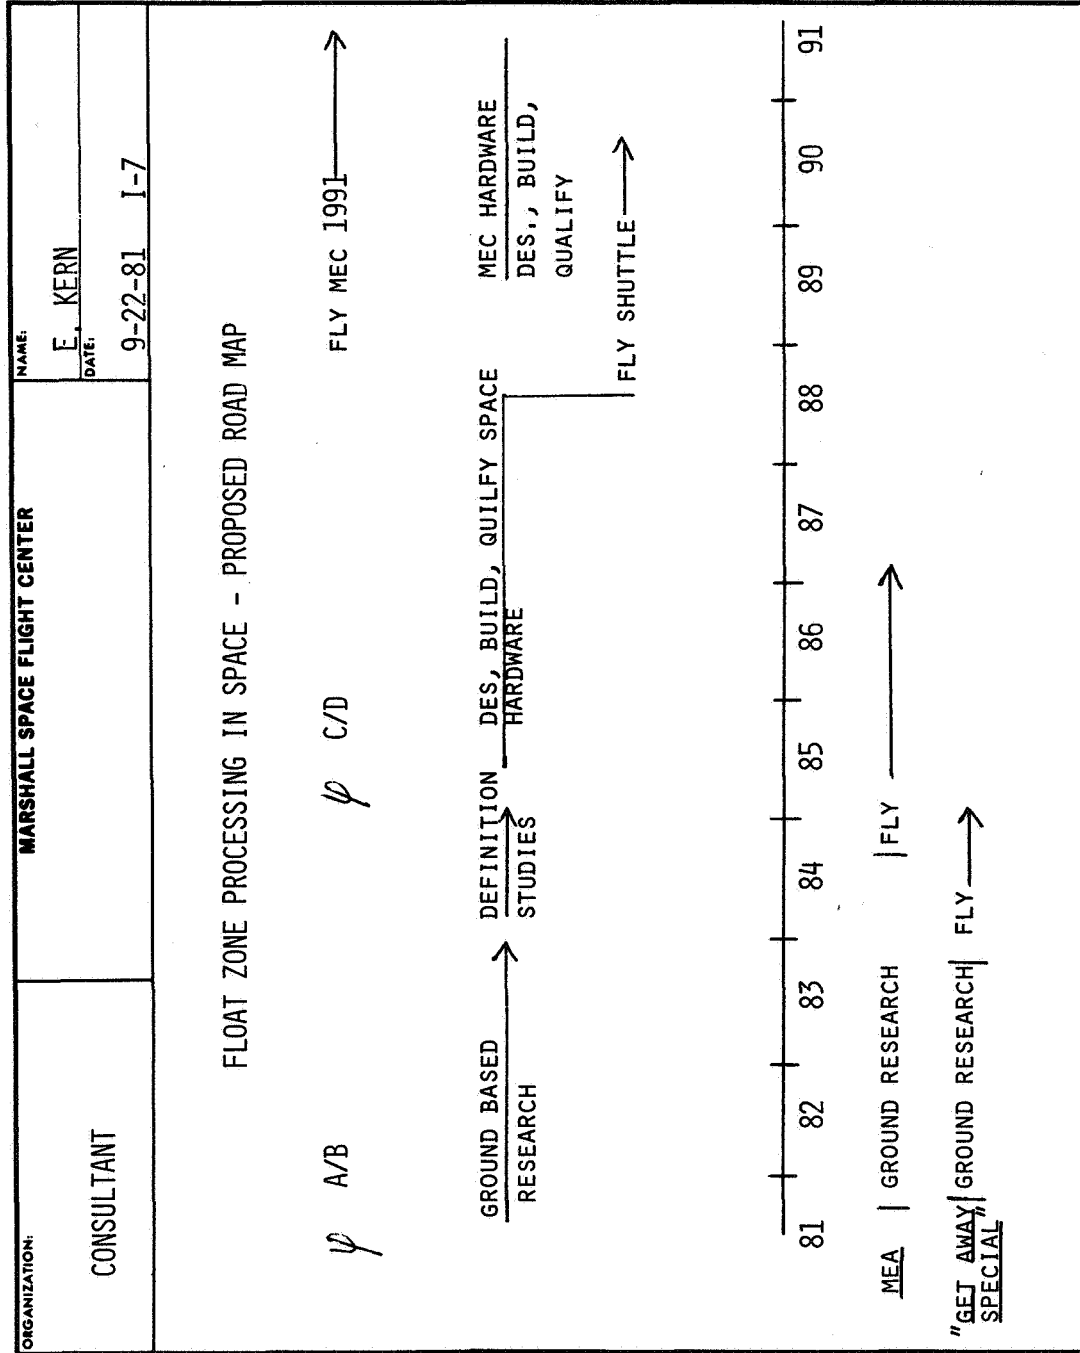 ORGANIZATION:
CONSULTANT
MARSHALL SPACE FLIGHT CENTER
NAME:
E. KERN
DATE:
9-22-81 I-7
FLOAT ZONE PROCESSING IN SPACE - PROPOSED ROAD MAP
φ A/B
φ C/D
FLY MEC 1991
GROUND BASED
RESEARCH
DEFINITION
STUDIES
DES, BUILD, QUILFY SPACE
HARDWARE
MEC HARDWARE
DES., BUILD,
QUALIFY
FLY SHUTTLE
81 82 83 84 85 86 87 88 89 90 91
MEA GROUND RESEARCH FLY
"GET AWAY GROUND RESEARCH FLY
SPECIAL"